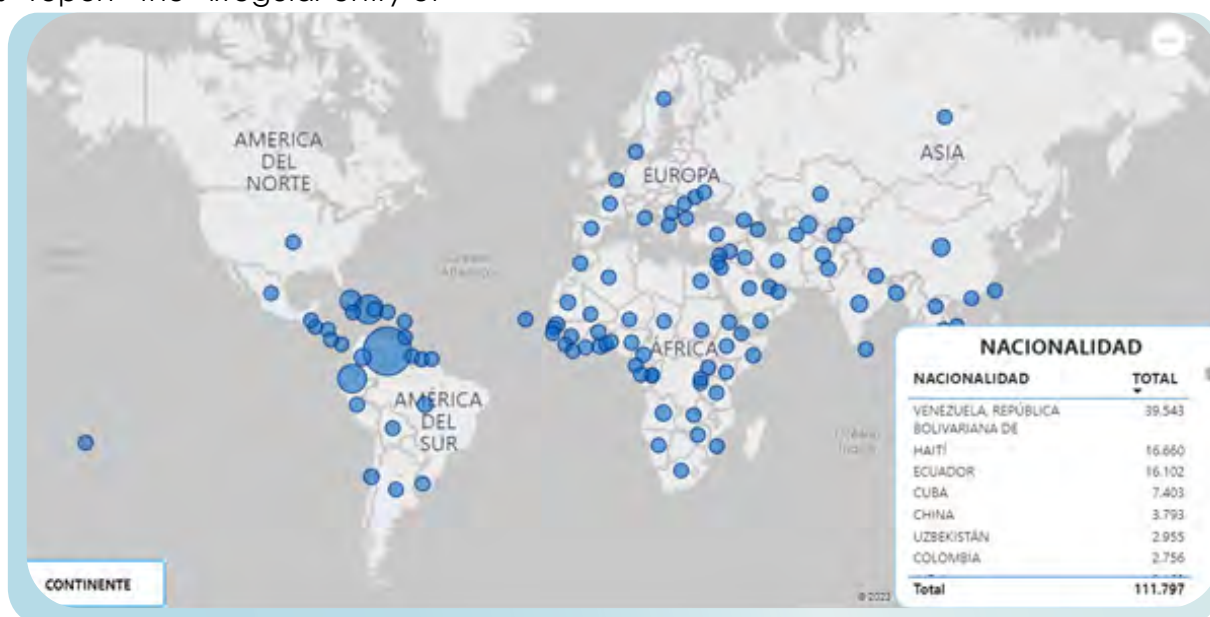 AMERICA
DEL
NORTE
EUROPA
ASIA
ÁFRICA
AMÉRICA
DEL
SUR
CONTINENTE
© 2023
NACIONALIDAD
NACIONALIDAD TOTAL
VENEZUELA, REPÚBLICA 39.543
BOLIVARIANA DE
HAITÍ 16.660
ECUADOR 16.102
CUBA 7.403
CHINA 3.793
UZBEKISTÁN 2.955
COLOMBIA 2.756
Total 111.797